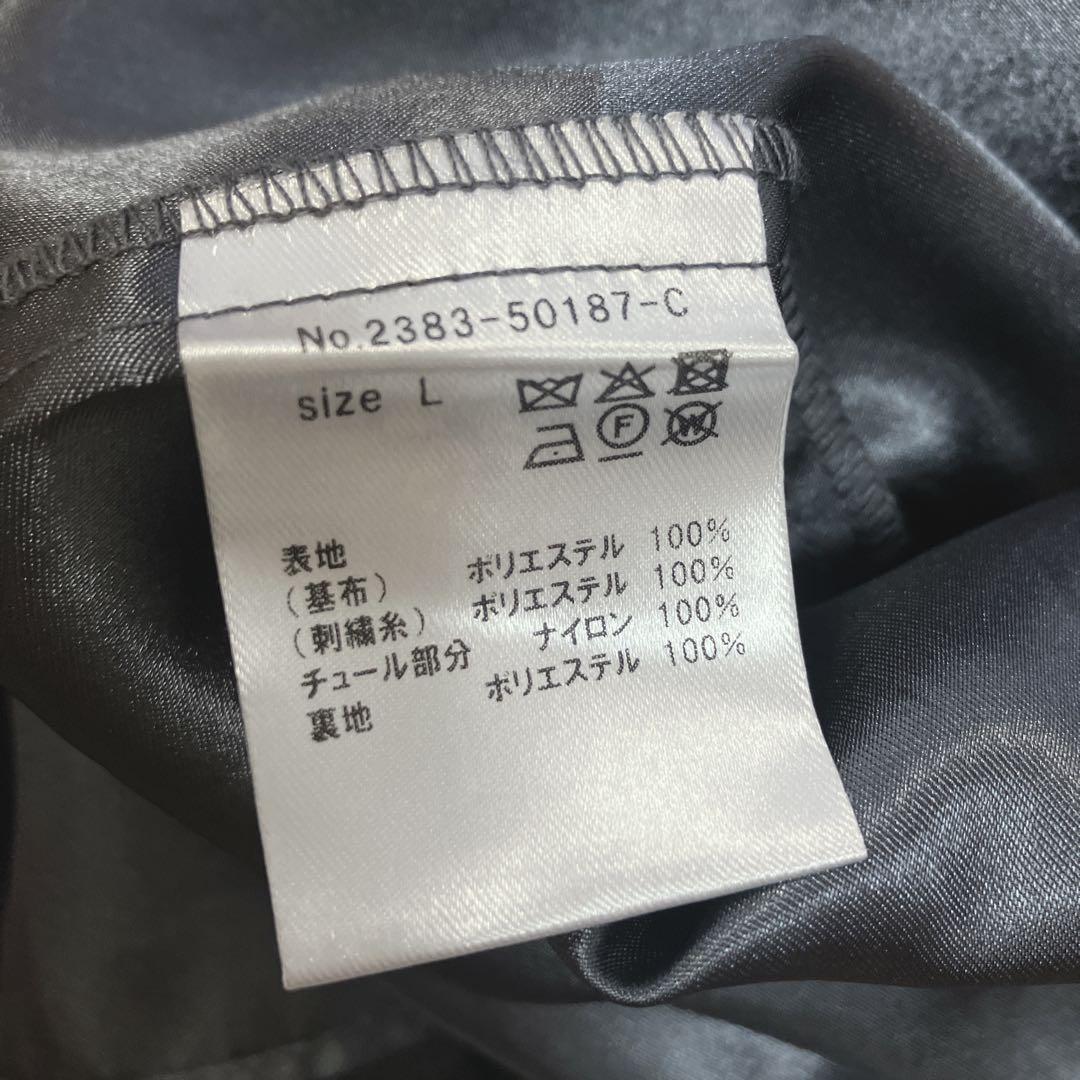 No.2383-50187-C
size L
F
W
表地
(基布) ポリエステル 100%
(刺繍糸) ポリエステル 100%
チュール部分 ナイロン 100%
裏地 ポリエステル 100%